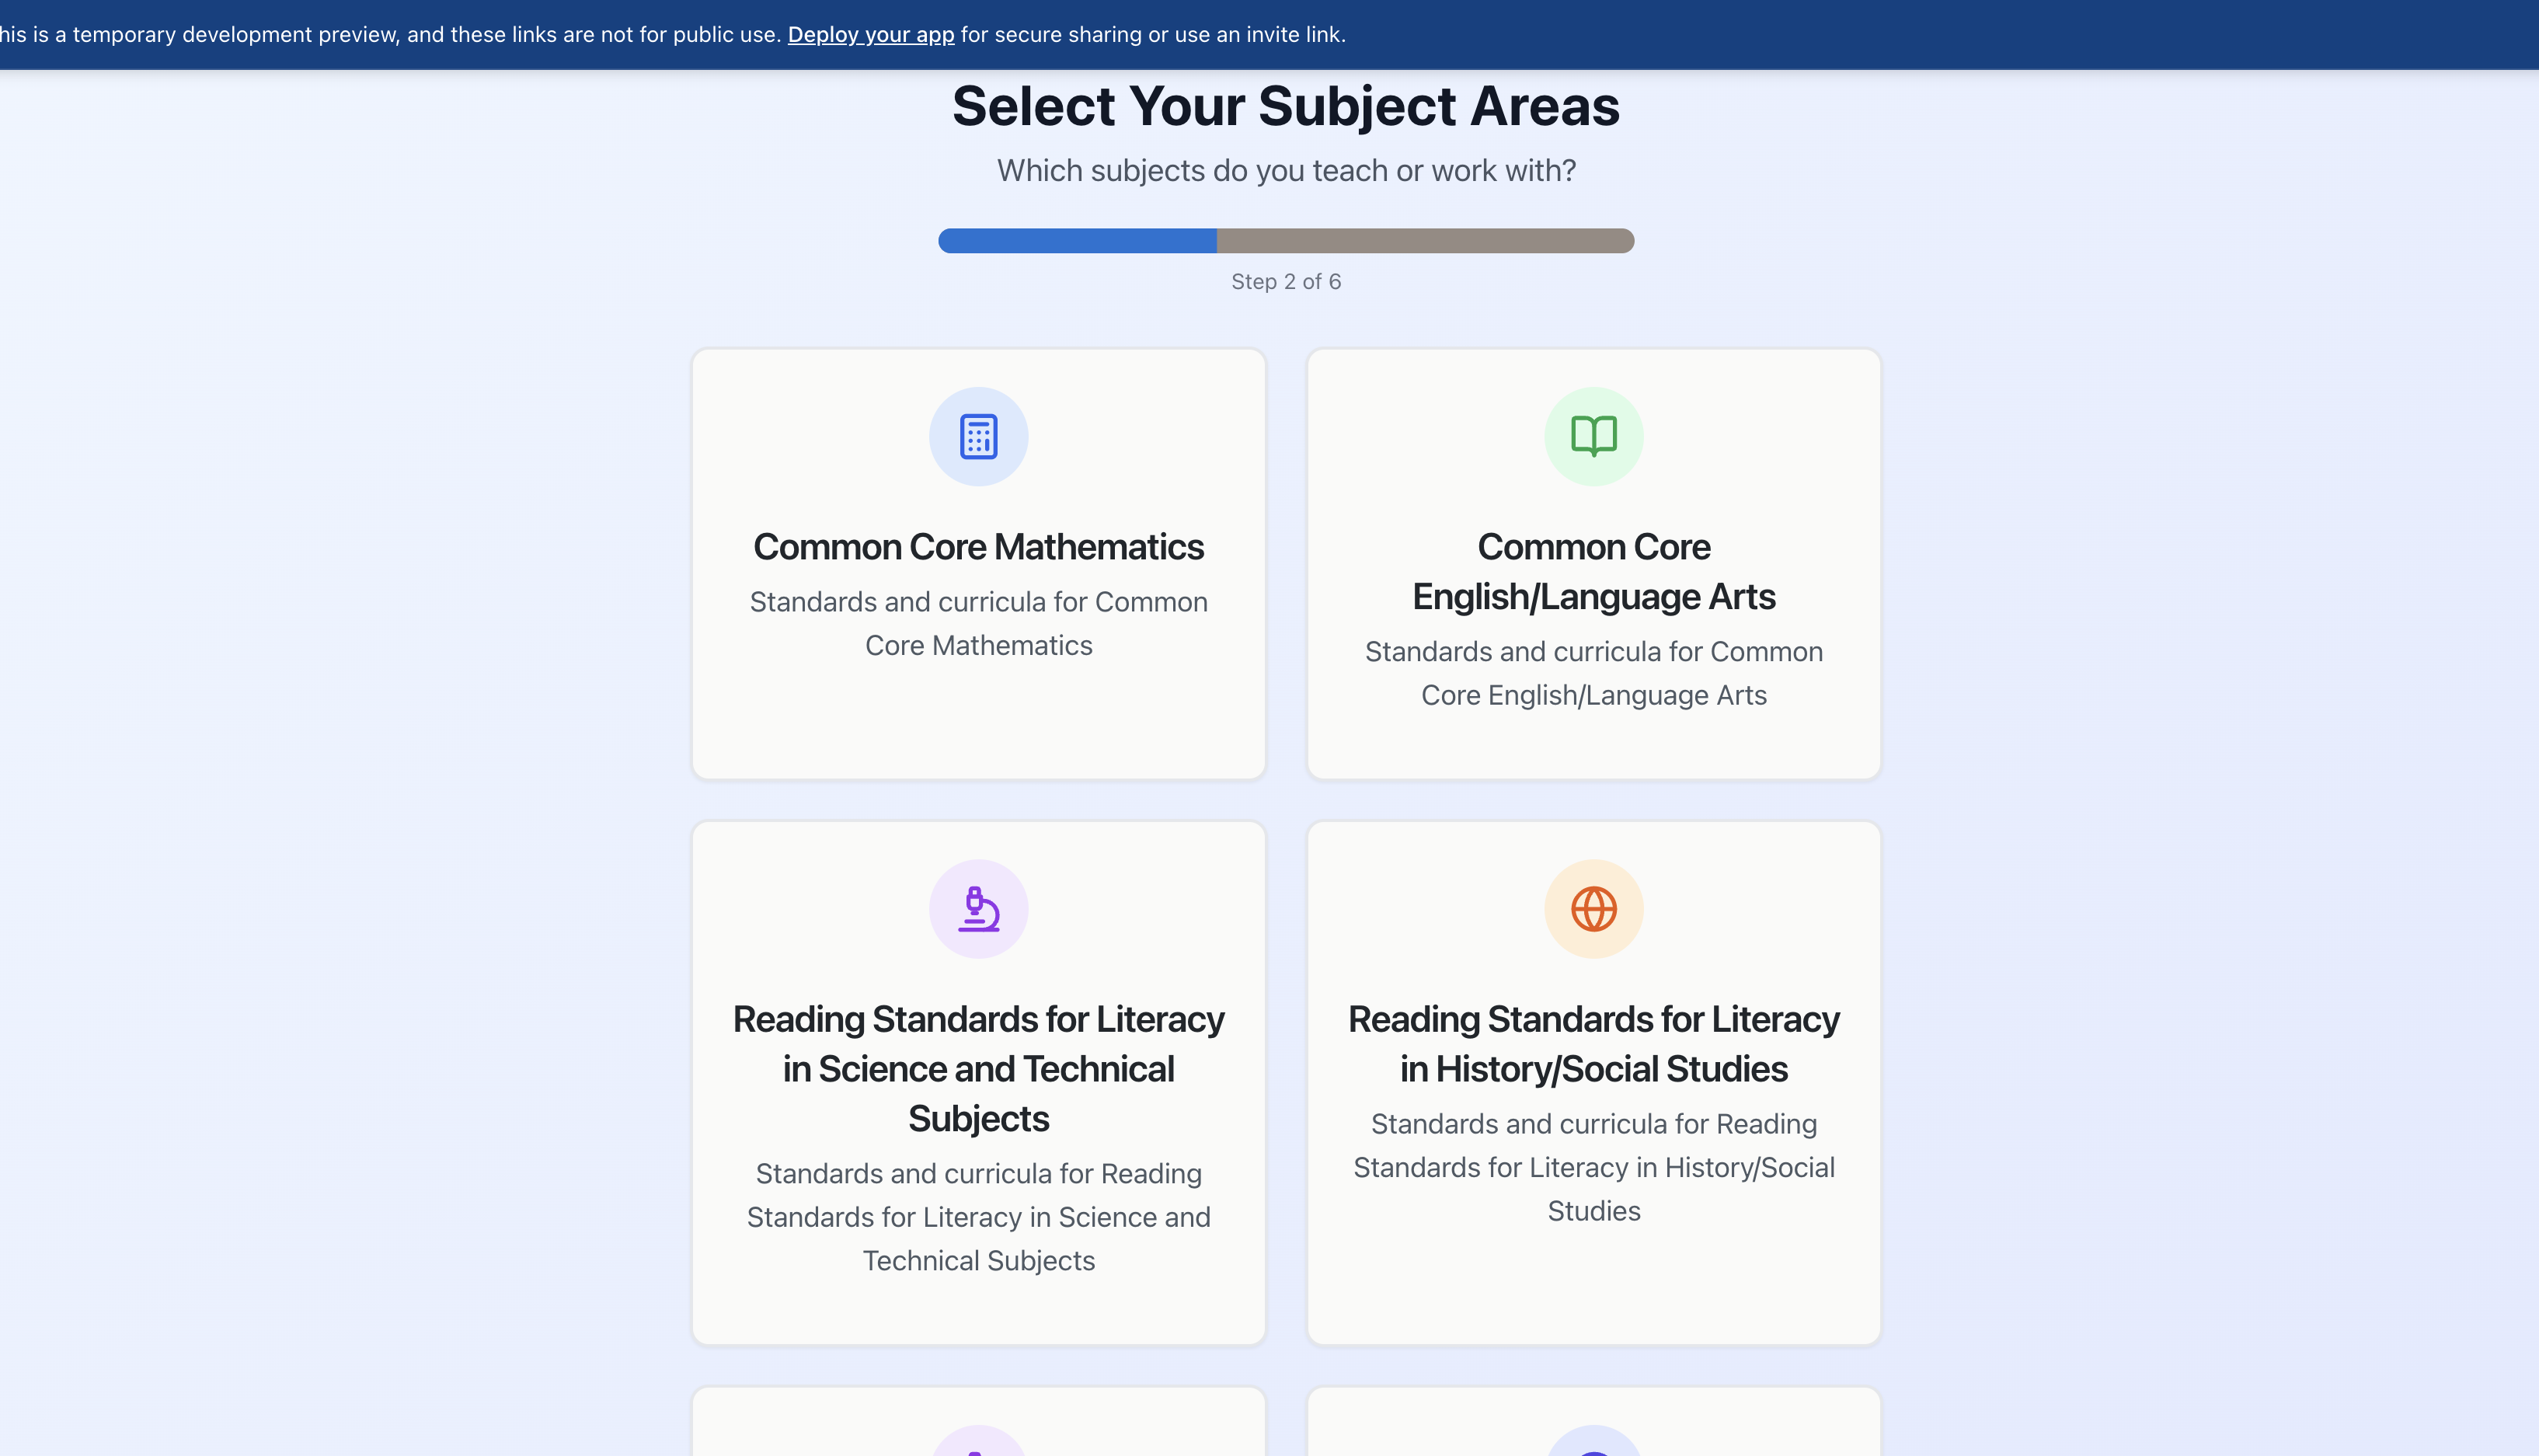 his is a temporary development preview, and these links are not for public use. Deploy your app for secure sharing or use an invite link.
Select Your Subject Areas
Which subjects do you teach or work with?
Step 2 of 6
Common Core Mathematics
Standards and curricula for Common
Core Mathematics
Common Core
English/Language Arts
Standards and curricula for Common
Core English/Language Arts
Reading Standards for Literacy
in Science and Technical
Subjects
Standards and curricula for Reading
Standards for Literacy in Science and
Technical Subjects
Reading Standards for Literacy
in History/Social Studies
Standards and curricula for Reading
Standards for Literacy in History/Social
Studies